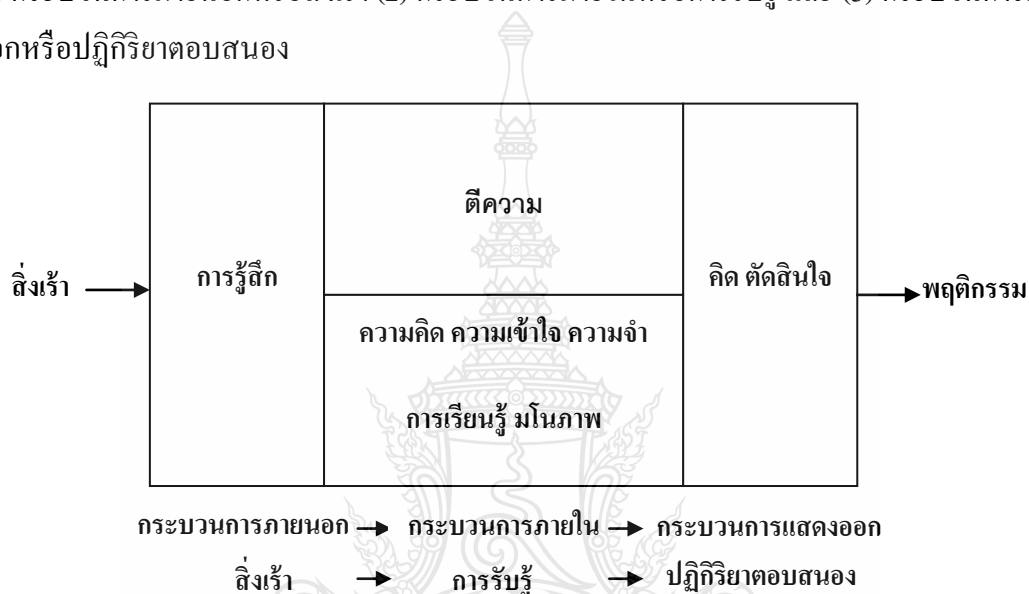 (2) (3)
อกหรือปฏิกิริยาตอบสนอง
ตีความ
สิ่งเร้า การรู้สึก คิด ตัดสินใจ พฤติกรรม
ความคิด ความเข้าใจ ความจำ
การเรียนรู้ มโนภาพ
กระบวนการภายนอก กระบวนการภายใน กระบวนการแสดงออก
สิ่งเร้า การรับรู้ ปฏิกิริยาตอบสนอง